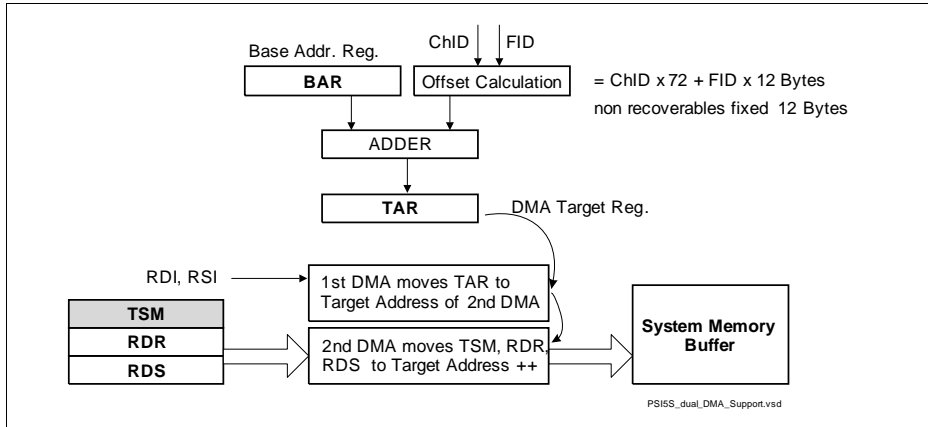 ChID FID
Base Addr. Reg.
BAR
Offset Calculation
= ChID x 72 + FID x 12 Bytes
non recoverables fixed 12 Bytes
ADDER
TAR
DMA Target Reg.
RDI, RSI
1st DMA moves TAR to
Target Address of 2nd DMA
TSM
RDR
RDS
2nd DMA moves TSM, RDR,
RDS to Target Address ++
System Memory
Buffer
PSI5S_dual_DMA_Support.vsd